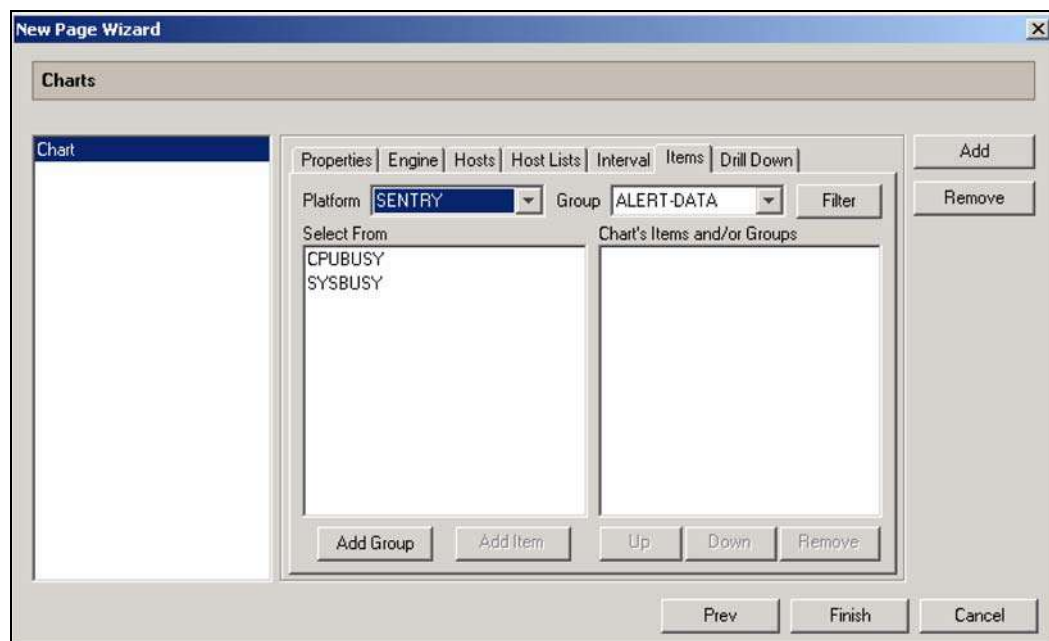 New Page Wizard
Charts
Chart
Properties Engine Hosts Host Lists Interval Items Drill Down
Add
Remove
Platform SENTRY Group ALERT-DATA Filter
Select From Chart's Items and/or Groups
CPUBUSY
SYSBUSY
Add Group Add Item Up Down Remove
Prev Finish Cancel